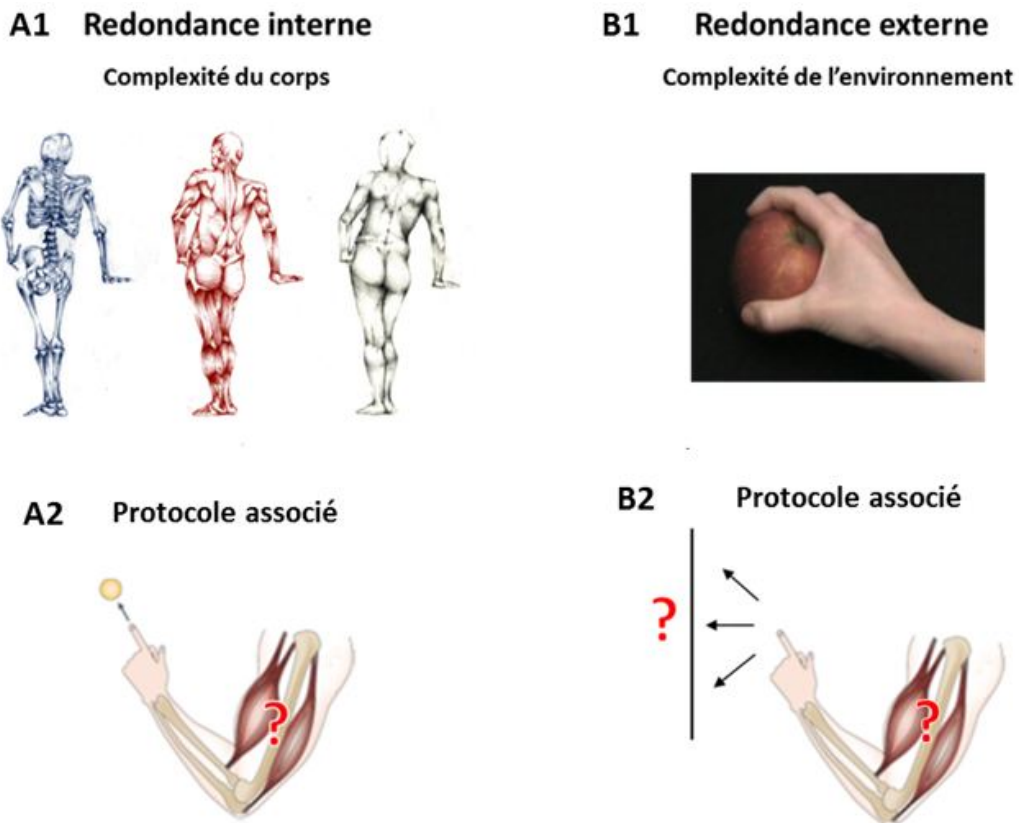 A1 Redondance interne
Complexité du corps
B1 Redondance externe
Complexité de l'environnement
A2 Protocole associé
?
B2 Protocole associé
?
?